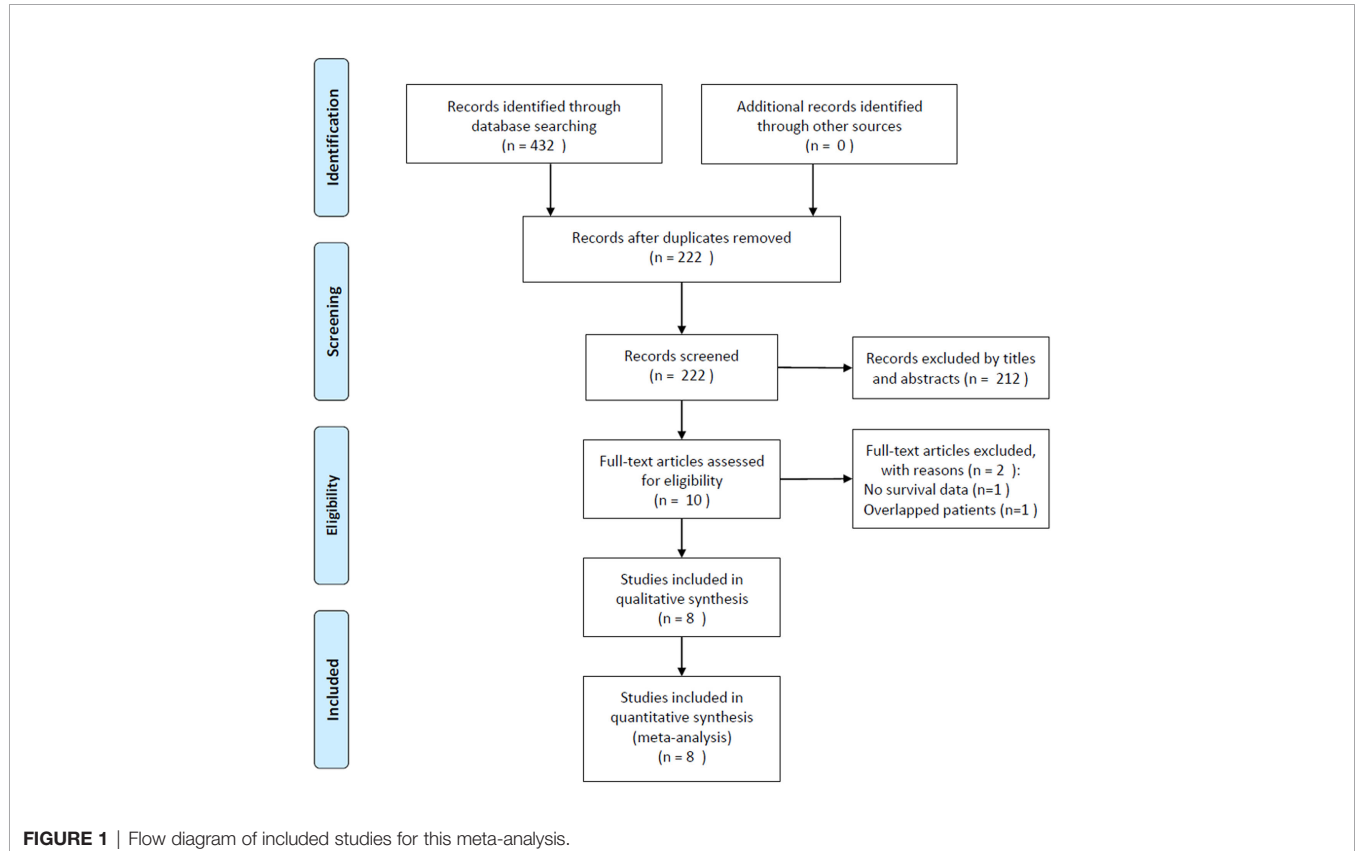 Identification
Records identified through
database searching
(n = 432  )
Additional records identified
through other sources
(n =  0 )
Records after duplicates removed
(n = 222  )
Screening
Records screened
(n =  222 )
Records excluded by titles
and abstracts (n =  212 )
Eligibility
Full-text articles assessed
for eligibility
(n =  10 )
Full-text articles excluded,
with reasons (n = 2  ):
No survival data (n=1 )
Overlapped patients (n=1 )
Studies included in
qualitative synthesis
(n = 8  )
Included
Studies included in
quantitative synthesis
(meta-analysis)
(n = 8  )
FIGURE 1 | Flow diagram of included studies for this meta-analysis.